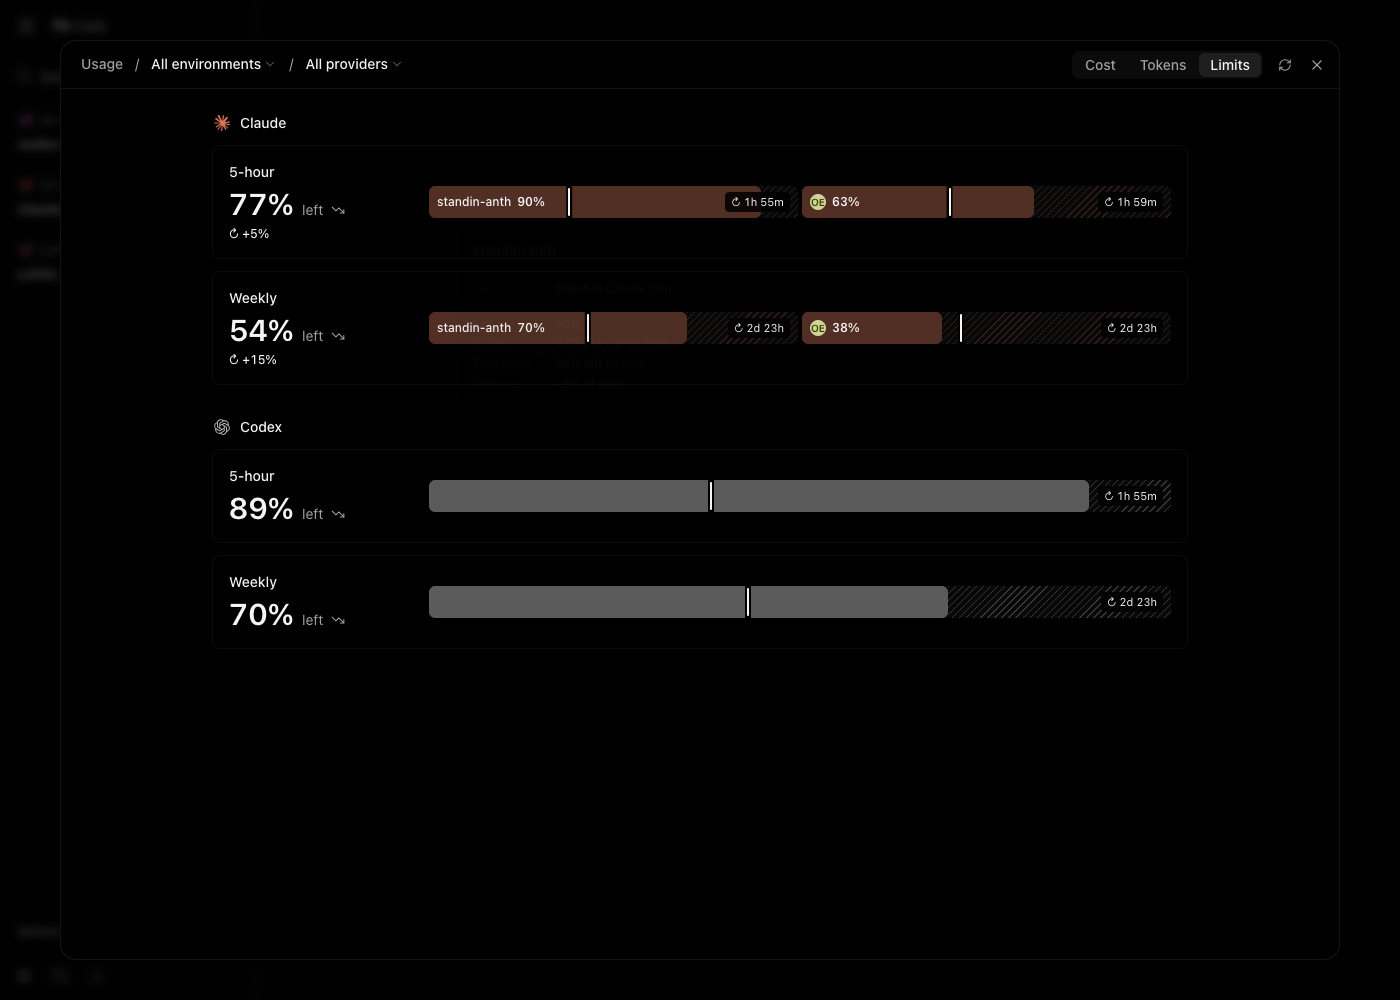 Usage / All environments / All providers
Cost Tokens Limits
Claude
5-hour
77% left
+5%
standin-anth 90%
1h 55m
OE 63%
1h 59m
Weekly
54% left
+15%
standin-anth 70%
2d 23h
OE 38%
2d 23h
Codex
5-hour
89% left
1h 55m
Weekly
70% left
2d 23h